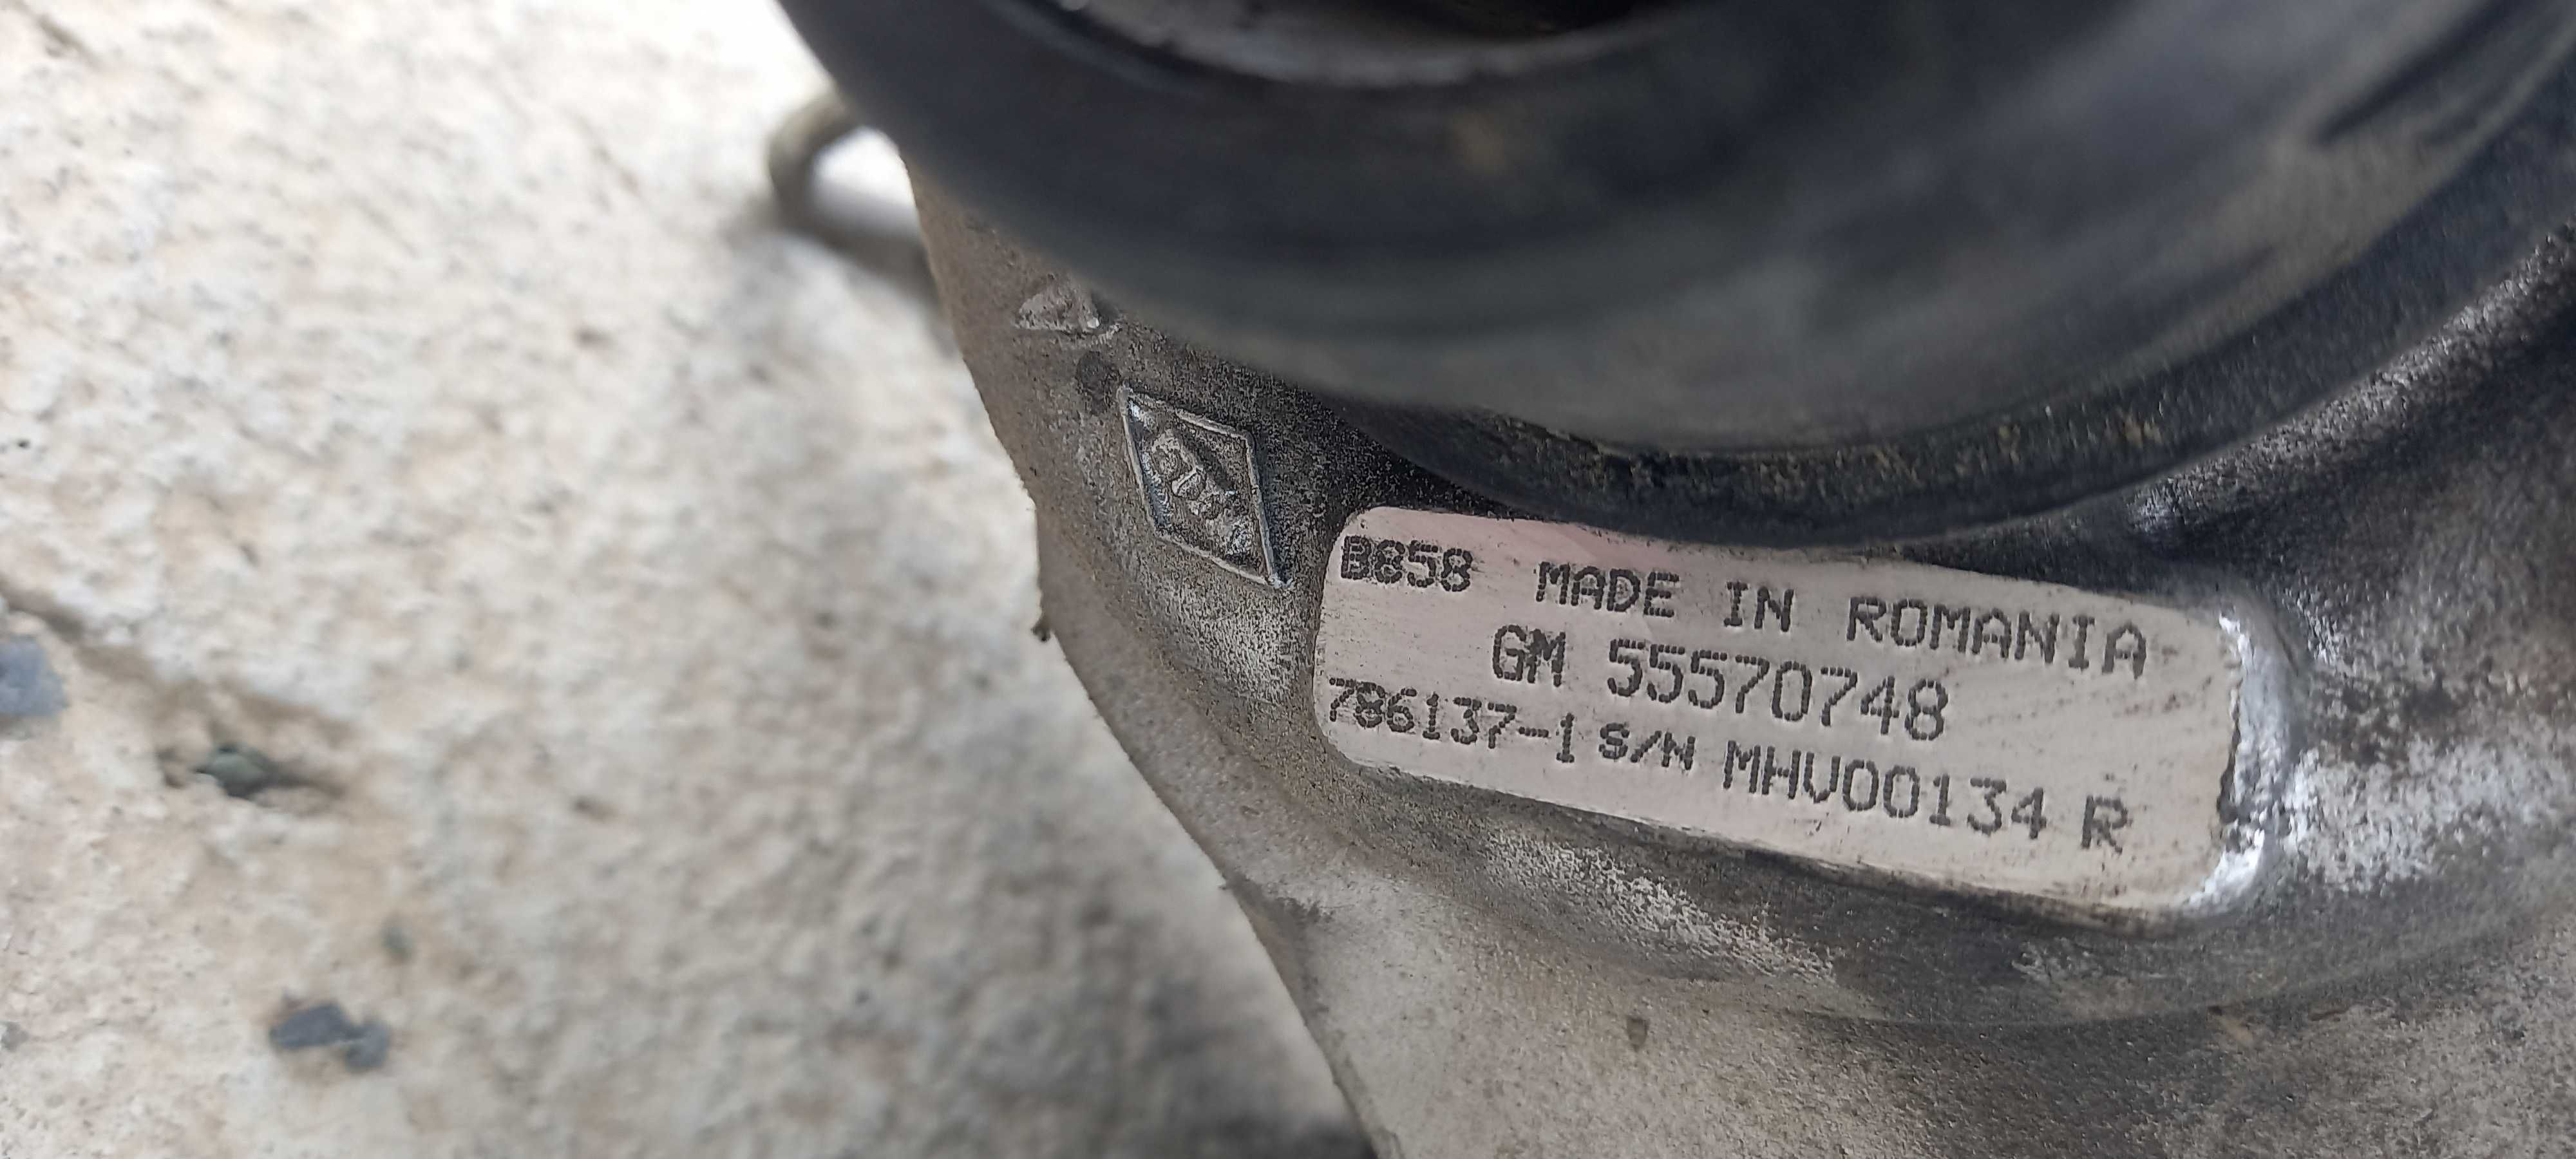 B858 MADE IN ROMANIA
GM 55570748
786137-1 S/N MHV00134 R